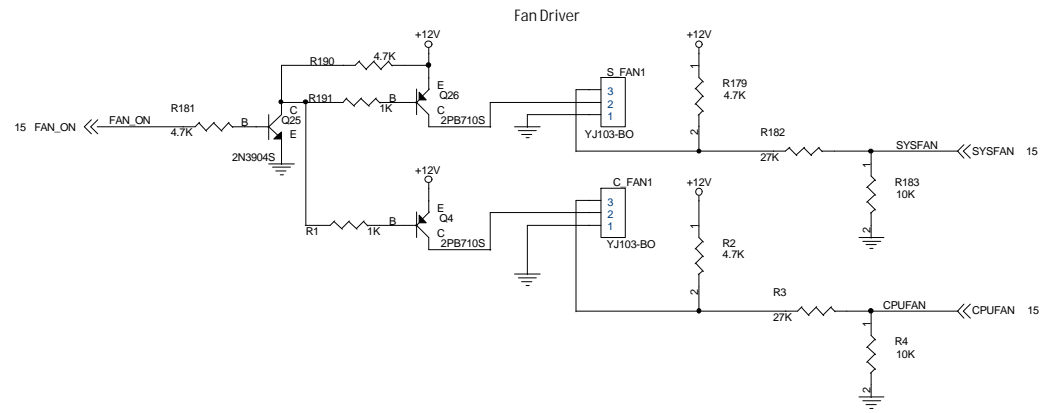 Fan Driver
+12V
+12V
R190
4.7K
S_FAN1
E
Q26
3
2
1
1
R179
4.7K
R181
C
R191
B
1K
C
2PB710S
YJ103-BO
2
R182
15 FAN_ON
FAN_ON
4.7K
B
Q25
E
27K
SYSFAN
SYSFAN 15
2N3904S
+12V
C_FAN1
+12V
1
R183
10K
2
E
Q4
3
2
1
1
R1
1K
B
C
2PB710S
YJ103-BO
R2
4.7K
2
R3
27K
CPUFAN
CPUFAN 15
1
R4
10K
2